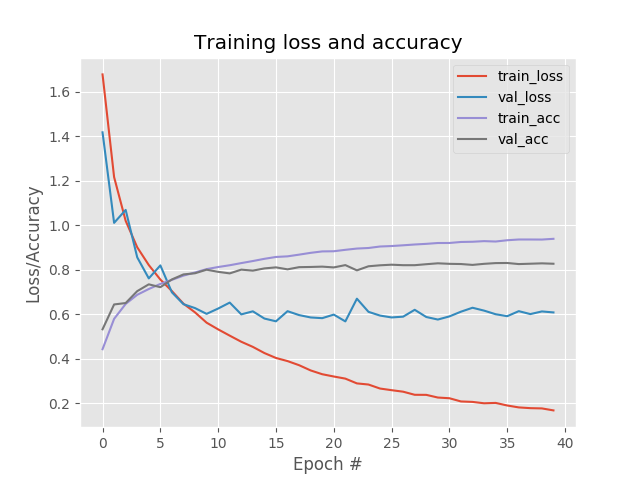 Training loss and accuracy
train_loss
val_loss
train_acc
val_acc
Loss/Accuracy
1.6
1.4
1.2
1.0
0.8
0.6
0.4
0.2
0 5 10 15 20 25 30 35 40
Epoch #